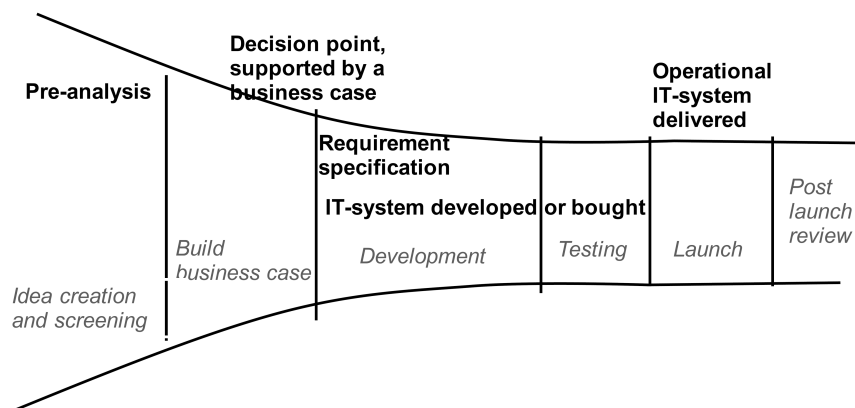 Decision point,
supported by a
business case
Operational
IT-system
delivered
Pre-analysis
Requirement
specification
IT-system developed or bought
Post
launch
review
Build
business case
Development
Testing
Launch
Idea creation
and screening